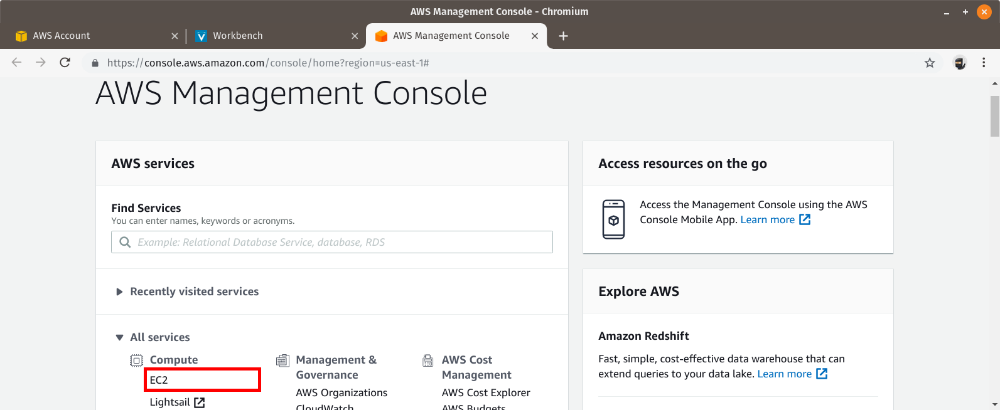 AWS Management Console - Chromium
AWS Account
Workbench
AWS Management Console
https://console.aws.amazon.com/console/home?region=us-east-1#
AWS Management Console
AWS services
Find Services
You can enter names, keywords or acronyms.
Example: Relational Database Service, database, RDS
Recently visited services
All services
Compute
EC2
Lightsail
Management &
Governance
AWS Organizations
CloudWatch
AWS Cost
Management
AWS Cost Explorer
AWS Budgets
Access resources on the go
Access the Management Console using the AWS
Console Mobile App. Learn more
Explore AWS
Amazon Redshift
Fast, simple, cost-effective data warehouse that can
extend queries to your data lake. Learn more